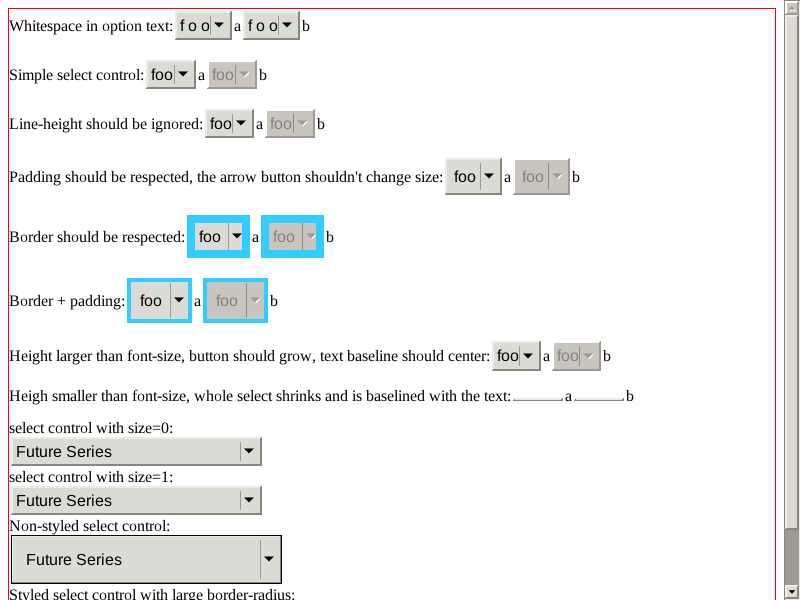 Whitespace in option text: f o o a f o o b
Simple select control: foo a foo b
Line-height should be ignored: foo a foo b
Padding should be respected, the arrow button shouldn't change size: foo a foo b
Border should be respected: foo a foo b
Border + padding: foo a foo b
Height larger than font-size, button should grow, text baseline should center: foo a foo b
Heigh smaller than font-size, whole select shrinks and is baselined with the text: a b
select control with size=0:
Future Series
select control with size=1:
Future Series
Non-styled select control:
Future Series
Styled select control with large border-radius: